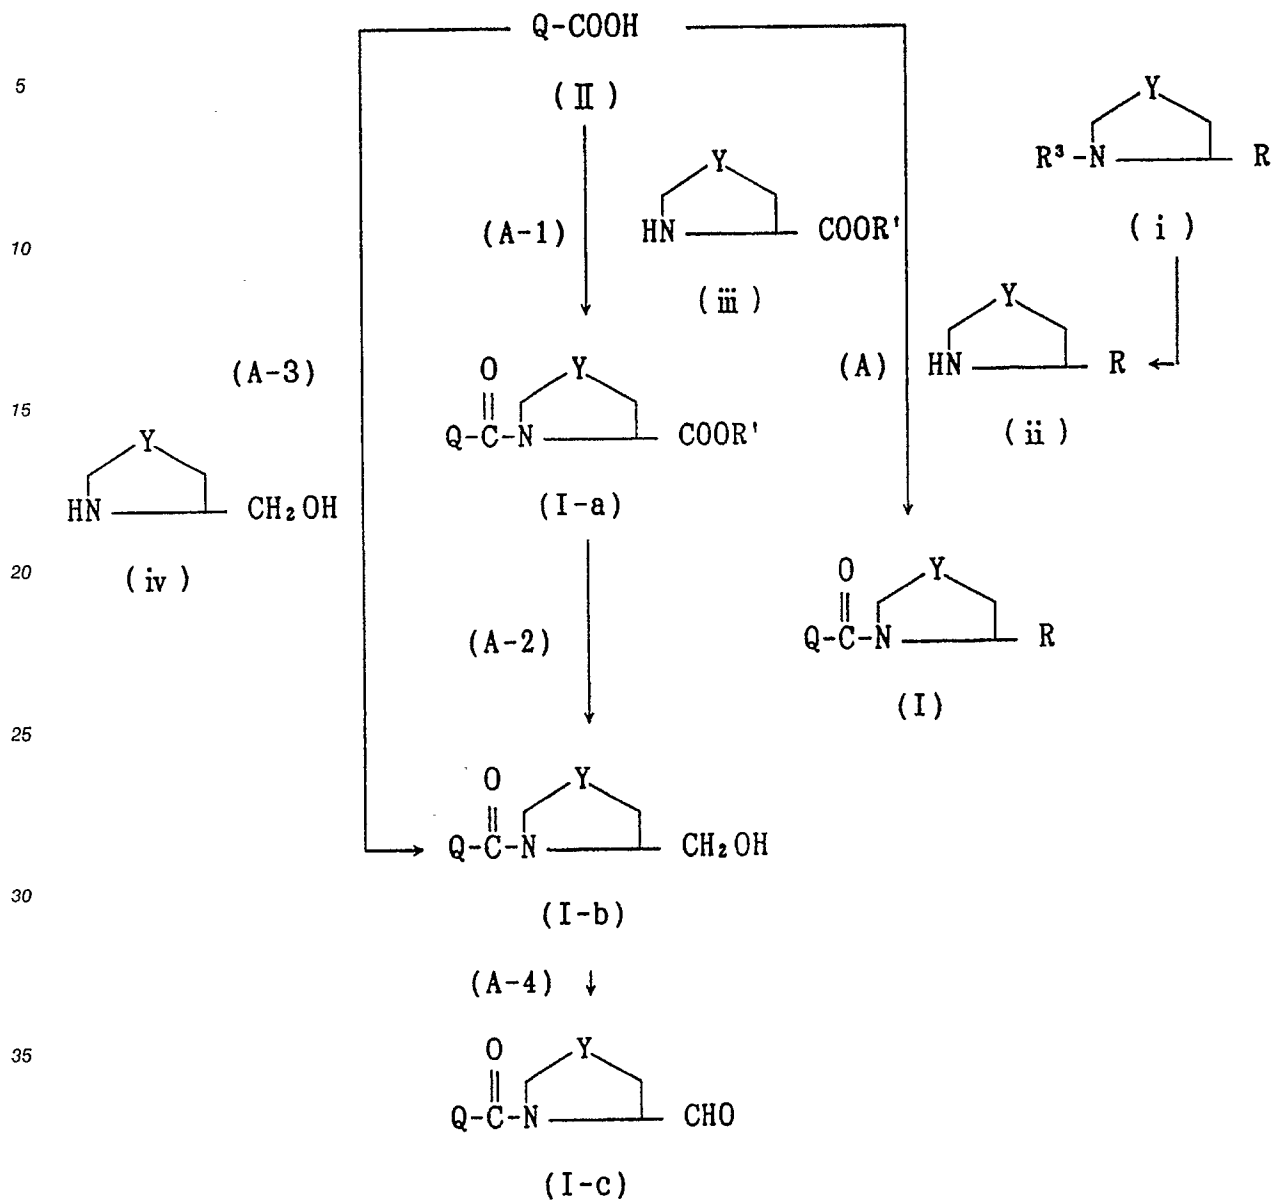 Q-COOH
5
(Ⅱ)
Y
R³-N R
Y
(A-1)
HN COOR'
(ⅰ)
10
(ⅲ)
Y
(A-3)
O Y
(A)
HN R
15
Q-C-N COOR'
(ⅱ)
Y
HN CH₂OH
(I-a)
20
(ⅳ)
O Y
(A-2)
Q-C-N R
(I)
25
O Y
Q-C-N CH₂OH
30
(I-b)
(A-4)
35
O Y
Q-C-N CHO
(I-c)